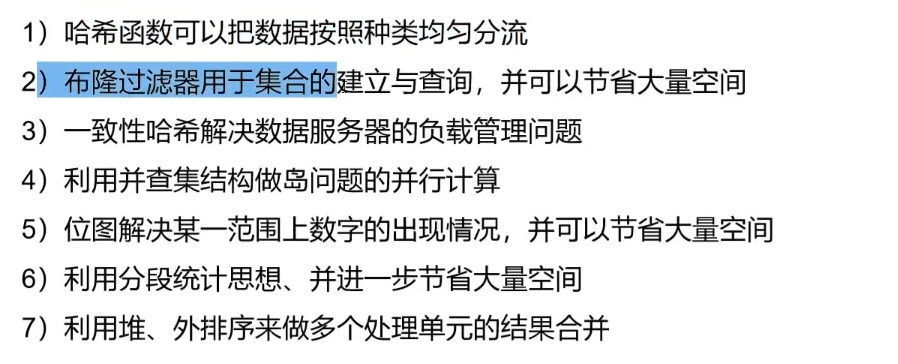 1）哈希函数可以把数据按照种类均匀分流
2）布隆过滤器用于集合的建立与查询，并可以节省大量空间
3）一致性哈希解决数据服务器的负载管理问题
4）利用并查集结构做岛问题的并行计算
5）位图解决某一范围上数字的出现情况，并可以节省大量空间
6）利用分段统计思想、并进一步节省大量空间
7）利用堆、外排序来做多个处理单元的结果合并